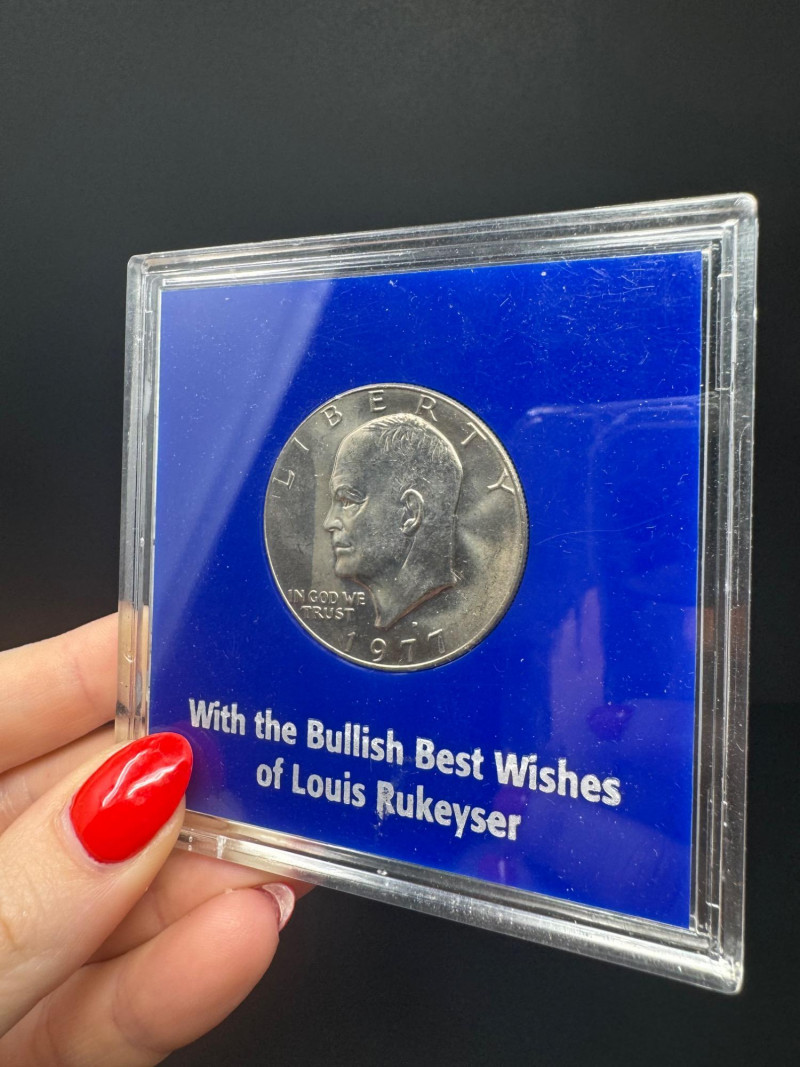 LIBERTY
IN GOD WE
TRUST
1977
With the Bullish Best Wishes
of Louis Rukeyser